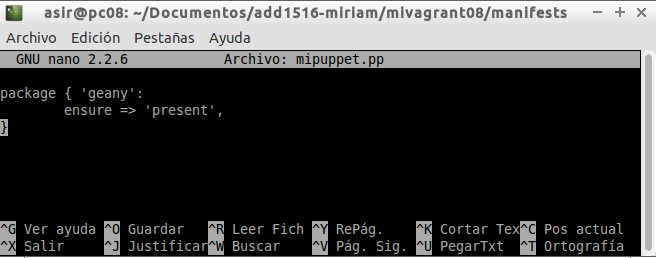 asir@pc08: ~/Documentos/add1516-miriam/mivagrant08/manifests
Archivo Edición Pestañas Ayuda
GNU nano 2.2.6 Archivo: mipuppet.pp
package { 'geany':
ensure => 'present',
}
^G Ver ayuda ^O Guardar ^R Leer Fich ^Y RePág. ^K Cortar Tex^C Pos actual
^X Salir ^J Justificar^W Buscar ^V Pág. Sig. ^U PegarTxt ^T Ortografía